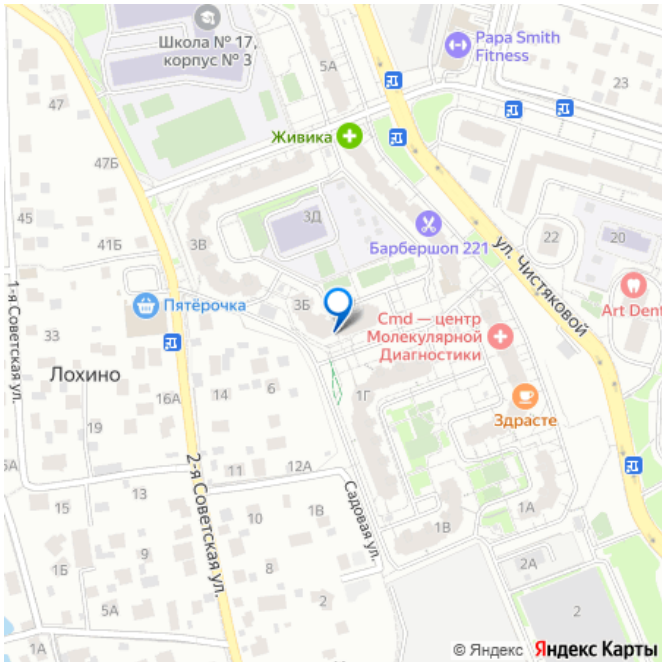 Школа № 17,
корпус № 3
5А
Papa Smith
Fitness
23
47
Живика
47Б
45
3Д
3В
41Б
Барбершоп 221
22
20
ул. Чистяковой
1-я Советская ул.
Пятёрочка
3Б
Art Dent
33
Cmd — центр
Молекулярной
Диагностики
Лохино
14
6
1Г
16А
Здрасте
19
2-я Советская ул.
5А
11
12А
Садовая ул.
15
13
10
1В
1А
9
1Б
8
2А
5А
2
2
1А
© Яндекс Яндекс Карты